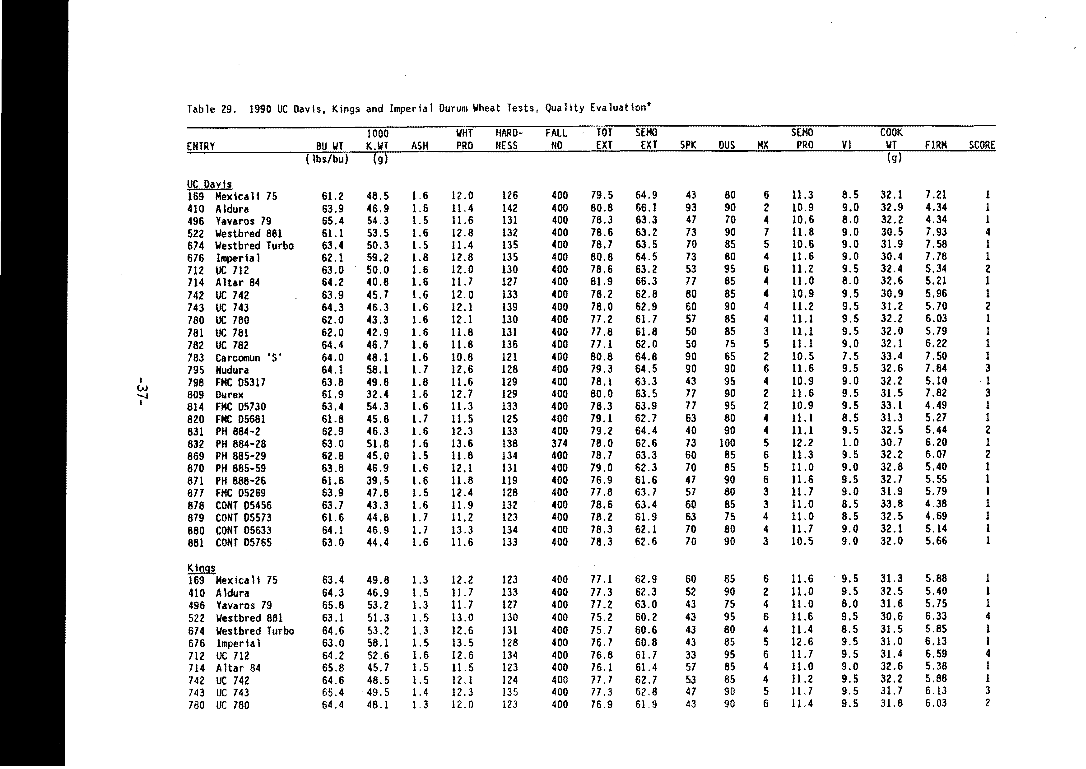 Table 29. 1990 UC Davis, Kings and Imperial Durum Wheat Tests, Quality Evaluation*
1000 WHT HARD- FALL TOT SEMO SEMO COOK
ENTRY BU WT K.WT ASH PRO NESS NO EXT EXT SPK DUS MX PRO VI WT FIRM SCORE
(lbs/bu) (g) (g)
UC Davis
169 Mexicali 75 61.2 48.5 1.6 12.0 126 400 79.5 64.9 43 80 6 11.3 8.5 32.1 7.21 1
410 Aldura 63.9 46.9 1.5 11.4 142 400 80.8 66.1 93 90 2 10.9 9.0 32.9 4.34 1
496 Yavaros 79 65.4 54.3 1.5 11.6 131 400 78.3 63.3 47 70 4 10.6 8.0 32.2 4.34 1
522 Westbred 881 61.1 53.5 1.6 12.8 132 400 78.6 63.2 73 90 7 11.8 9.0 30.5 7.93 4
674 Westbred Turbo 63.4 50.3 1.5 11.4 135 400 78.7 63.5 70 85 5 10.6 9.0 31.9 7.58 1
676 Imperial 62.1 59.2 1.8 12.8 135 400 80.8 64.5 73 80 4 11.6 9.0 30.4 7.78 1
712 UC 712 63.0 50.0 1.6 12.0 130 400 78.6 63.2 53 95 6 11.2 9.5 32.4 5.34 2
714 Altar 84 64.2 40.8 1.6 11.7 127 400 81.9 66.3 77 85 4 11.0 8.0 32.6 5.21 1
742 UC 742 63.9 45.7 1.6 12.0 133 400 78.2 62.8 80 85 4 10.9 9.5 30.9 5.96 1
743 UC 743 64.3 46.3 1.6 12.1 139 400 78.0 62.9 60 90 4 11.2 9.5 31.2 5.70 2
780 UC 780 62.0 43.3 1.6 12.1 130 400 77.2 61.7 57 85 4 11.1 9.5 32.2 6.03 1
781 UC 781 62.0 42.9 1.6 11.8 131 400 77.8 61.8 50 85 3 11.1 9.5 32.0 5.79 1
782 UC 782 64.4 46.7 1.6 11.8 136 400 77.1 62.0 50 75 5 11.1 9.0 32.1 6.22 1
783 Carcomun 'S' 64.0 48.1 1.6 10.8 121 400 80.8 64.8 90 65 2 10.5 7.5 33.4 7.50 1
795 Nudura 64.1 58.1 1.7 12.6 128 400 79.3 64.5 90 90 6 11.6 9.5 32.6 7.84 3
798 FMC D5317 63.8 49.8 1.8 11.6 129 400 78.1 63.3 43 95 4 10.9 9.0 32.2 5.10 1
809 Durex 61.9 32.4 1.6 12.6 129 400 80.0 63.5 77 90 2 11.6 9.5 31.5 7.82 3
814 FMC D5730 63.4 54.3 1.6 11.3 133 400 78.3 63.9 77 95 2 10.9 9.5 33.1 4.49 1
820 FMC D5681 61.8 45.8 1.7 11.5 125 400 79.1 62.7 63 80 4 11.1 8.5 31.3 5.27 1
831 PH 884-2 62.9 46.3 1.6 12.3 133 400 79.2 64.4 40 90 4 11.1 9.5 32.5 5.44 2
832 PH 884-28 63.0 51.8 1.6 13.6 138 374 78.0 62.6 73 100 5 12.2 1.0 30.7 6.20 1
869 PH 885-29 62.8 45.0 1.5 11.8 134 400 78.7 63.3 60 85 6 11.3 9.5 32.2 6.07 2
870 PH 885-59 63.8 46.9 1.6 12.1 131 400 79.0 62.3 70 85 5 11.0 9.0 32.8 5.40 1
871 PH 886-26 61.8 39.5 1.6 11.8 119 400 76.9 61.6 47 90 6 11.6 9.5 32.7 5.55 1
877 FMC D5269 63.9 47.8 1.5 12.4 128 400 77.8 63.7 57 80 3 11.7 9.0 31.9 5.79 1
878 CONT D5456 63.7 43.3 1.6 11.9 132 400 78.6 63.4 60 85 3 11.0 8.5 33.8 4.38 1
879 CONT D5573 61.6 44.8 1.7 11.2 123 400 78.2 61.9 63 75 4 11.0 8.5 32.5 4.69 1
880 CONT D5633 64.1 46.9 1.7 13.3 134 400 78.3 62.1 70 80 4 11.7 9.0 32.1 5.14 1
881 CONT D5765 63.0 44.4 1.6 11.6 133 400 78.3 62.6 70 90 3 10.5 9.0 32.0 5.66 1
Kings
169 Mexicali 75 63.4 49.8 1.3 12.2 123 400 77.1 62.9 60 85 6 11.6 9.5 31.3 5.88 1
410 Aldura 64.3 46.9 1.5 11.7 133 400 77.3 62.3 52 90 2 11.0 9.5 32.5 5.40 1
496 Yavaros 79 65.8 53.2 1.3 11.7 127 400 77.2 63.0 43 75 4 11.0 8.0 31.6 5.75 1
522 Westbred 881 63.1 51.3 1.5 13.0 130 400 75.2 60.2 43 95 6 11.6 9.5 30.6 6.33 4
674 Westbred Turbo 64.6 53.2 1.3 12.6 131 400 75.7 60.6 43 80 4 11.4 8.5 31.5 5.85 1
676 Imperial 63.0 58.1 1.5 13.5 128 400 76.7 60.8 43 85 5 12.6 9.5 31.0 6.13 1
712 UC 712 64.2 52.6 1.6 12.6 134 400 76.8 61.7 33 95 6 11.7 9.5 31.4 6.59 4
714 Altar 84 65.8 45.7 1.5 11.5 123 400 76.1 61.4 57 85 4 11.0 9.0 32.6 5.38 1
742 UC 742 64.6 48.5 1.5 12.1 124 400 77.7 62.7 53 85 4 11.2 9.5 32.2 5.88 1
743 UC 743 65.4 49.5 1.4 12.3 135 400 77.3 62.8 47 90 5 11.7 9.5 31.7 6.13 3
780 UC 780 64.4 48.1 1.3 12.0 123 400 76.9 61.9 43 90 6 11.4 9.5 31.8 6.03 2
-37-